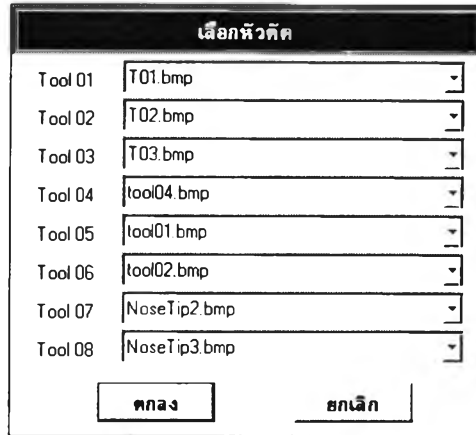 เลือกหัวตัด
Tool 01 T01.bmp
Tool 02 T02.bmp
Tool 03 T03.bmp
Tool 04 tool04.bmp
Tool 05 tool01.bmp
Tool 06 tool02.bmp
Tool 07 NoseTip2.bmp
Tool 08 NoseTip3.bmp
ตกลง ยกเลิก